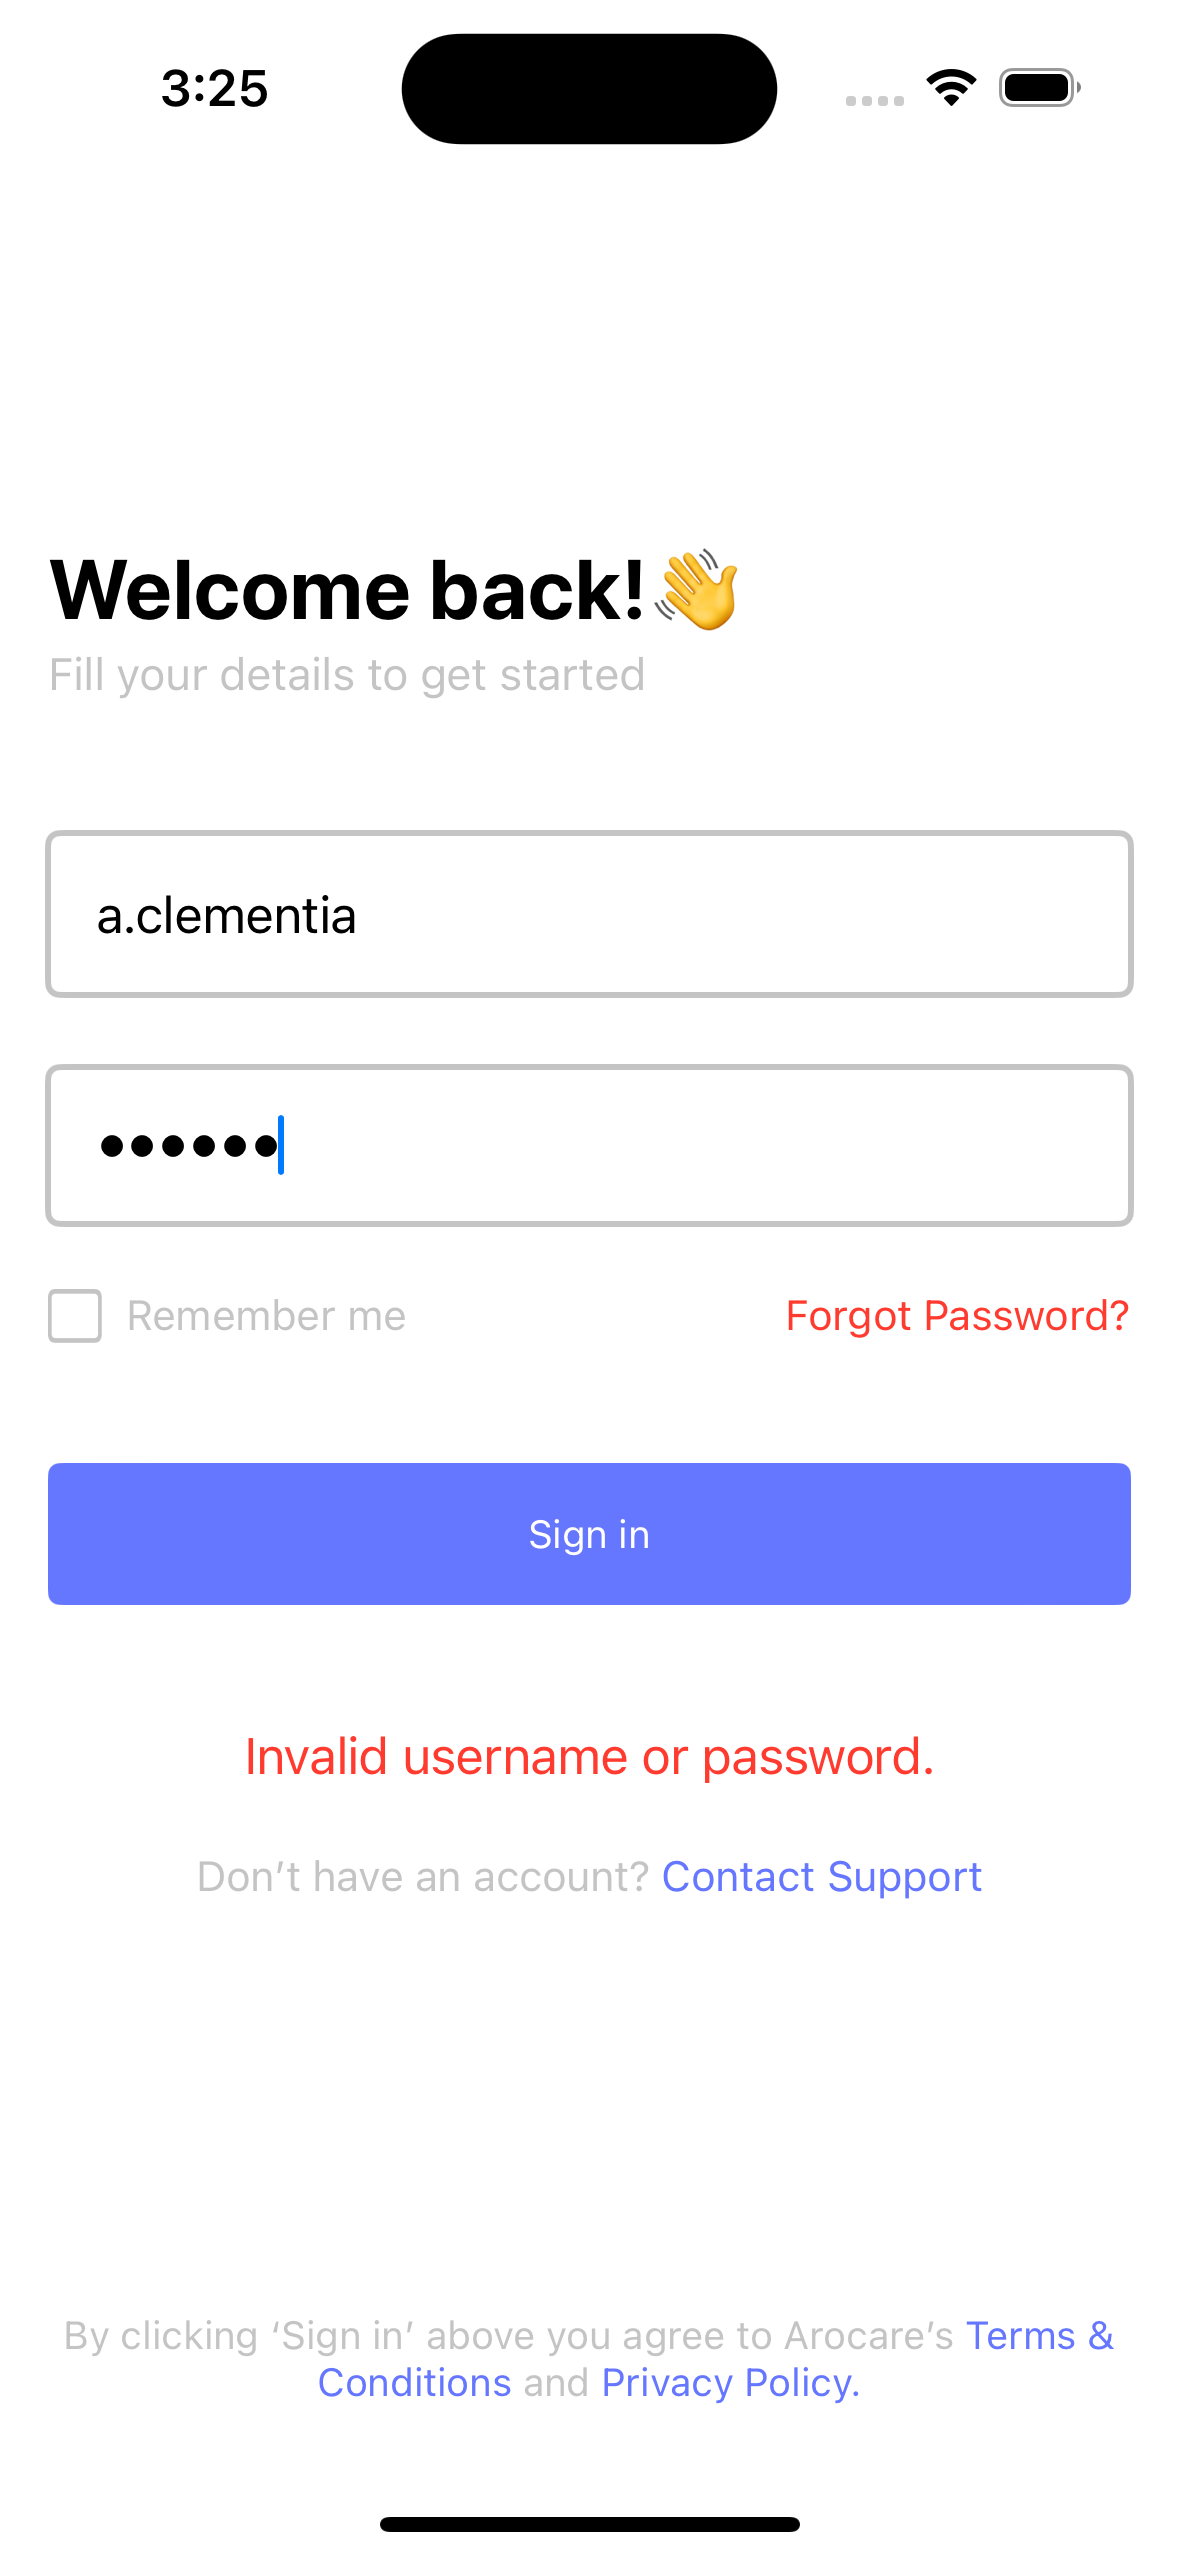 3:25
Welcome back!👋
Fill your details to get started
a.clementia
••••••
Remember me
Forgot Password?
Sign in
Invalid username or password.
Don’t have an account? Contact Support
By clicking ‘Sign in’ above you agree to Arocare’s Terms &
Conditions and Privacy Policy.